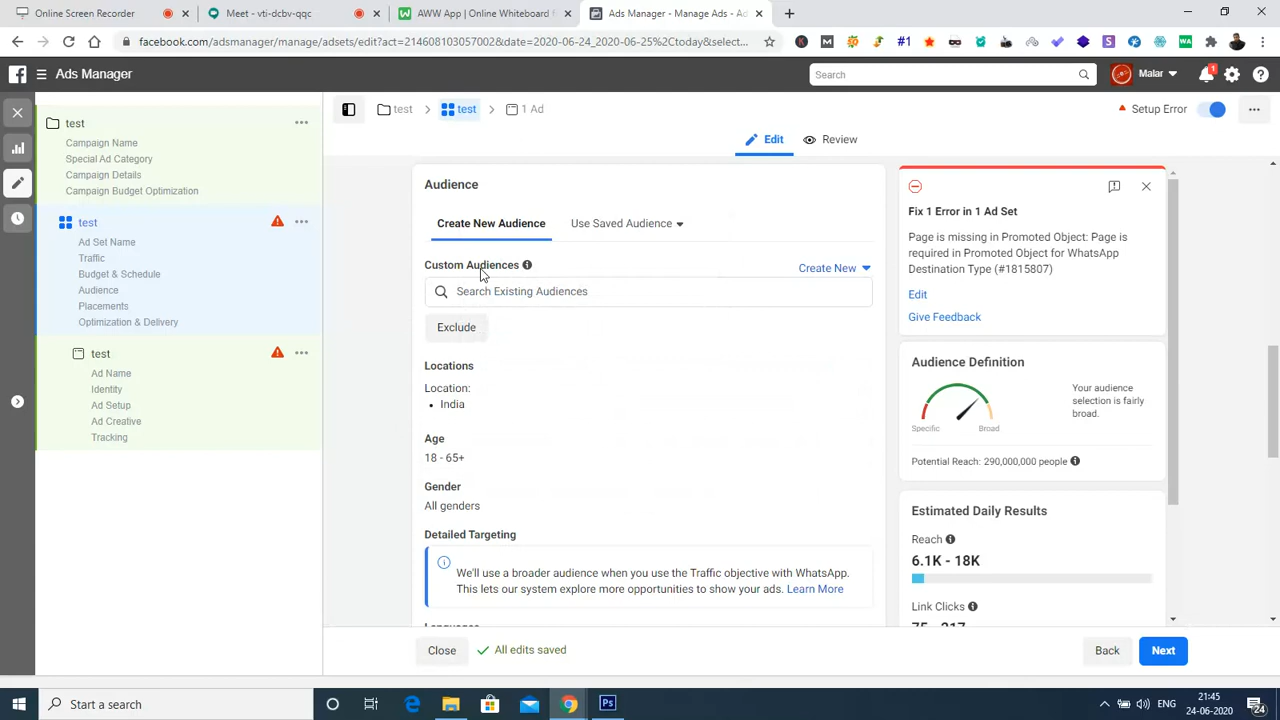 Online Screen Recorder
Meet - vti-dcbv-qqc
AWW | Online Whiteboard f
Ads Manager - Manage Ads - Ad
facebook.com/adsmanager/manage/adsets/edit?act=214608103057002&date=2020-06-24_2020-06-25%2Ctoday&selec...
Ads Manager
Search
Malar
1
test
Campaign Name
Special Ad Category
Campaign Details
Campaign Budget Optimization
test
Ad Set Name
Traffic
Budget & Schedule
Audience
Placements
Optimization & Delivery
test
Ad Name
Identity
Ad Setup
Ad Creative
Tracking
test
test
1 Ad
Setup Error
Edit
Review
Audience
Create New Audience
Use Saved Audience
Custom Audiences
Create New
Search Existing Audiences
Exclude
Locations
Location:
• India
Age
18 - 65+
Gender
All genders
Detailed Targeting
We'll use a broader audience when you use the Traffic objective with WhatsApp.
This lets our system explore more opportunities to show your ads. Learn More
Languages
Fix 1 Error in 1 Ad Set
Page is missing in Promoted Object: Page is
required in Promoted Object for WhatsApp
Destination Type (#1815807)
Edit
Give Feedback
Audience Definition
Specific
Broad
Your audience
selection is fairly
broad.
Potential Reach: 290,000,000 people
Estimated Daily Results
Reach
6.1K - 18K
Link Clicks
75 - 217
Close
All edits saved
Back
Next
Start a search
21:45
24-06-2020
24